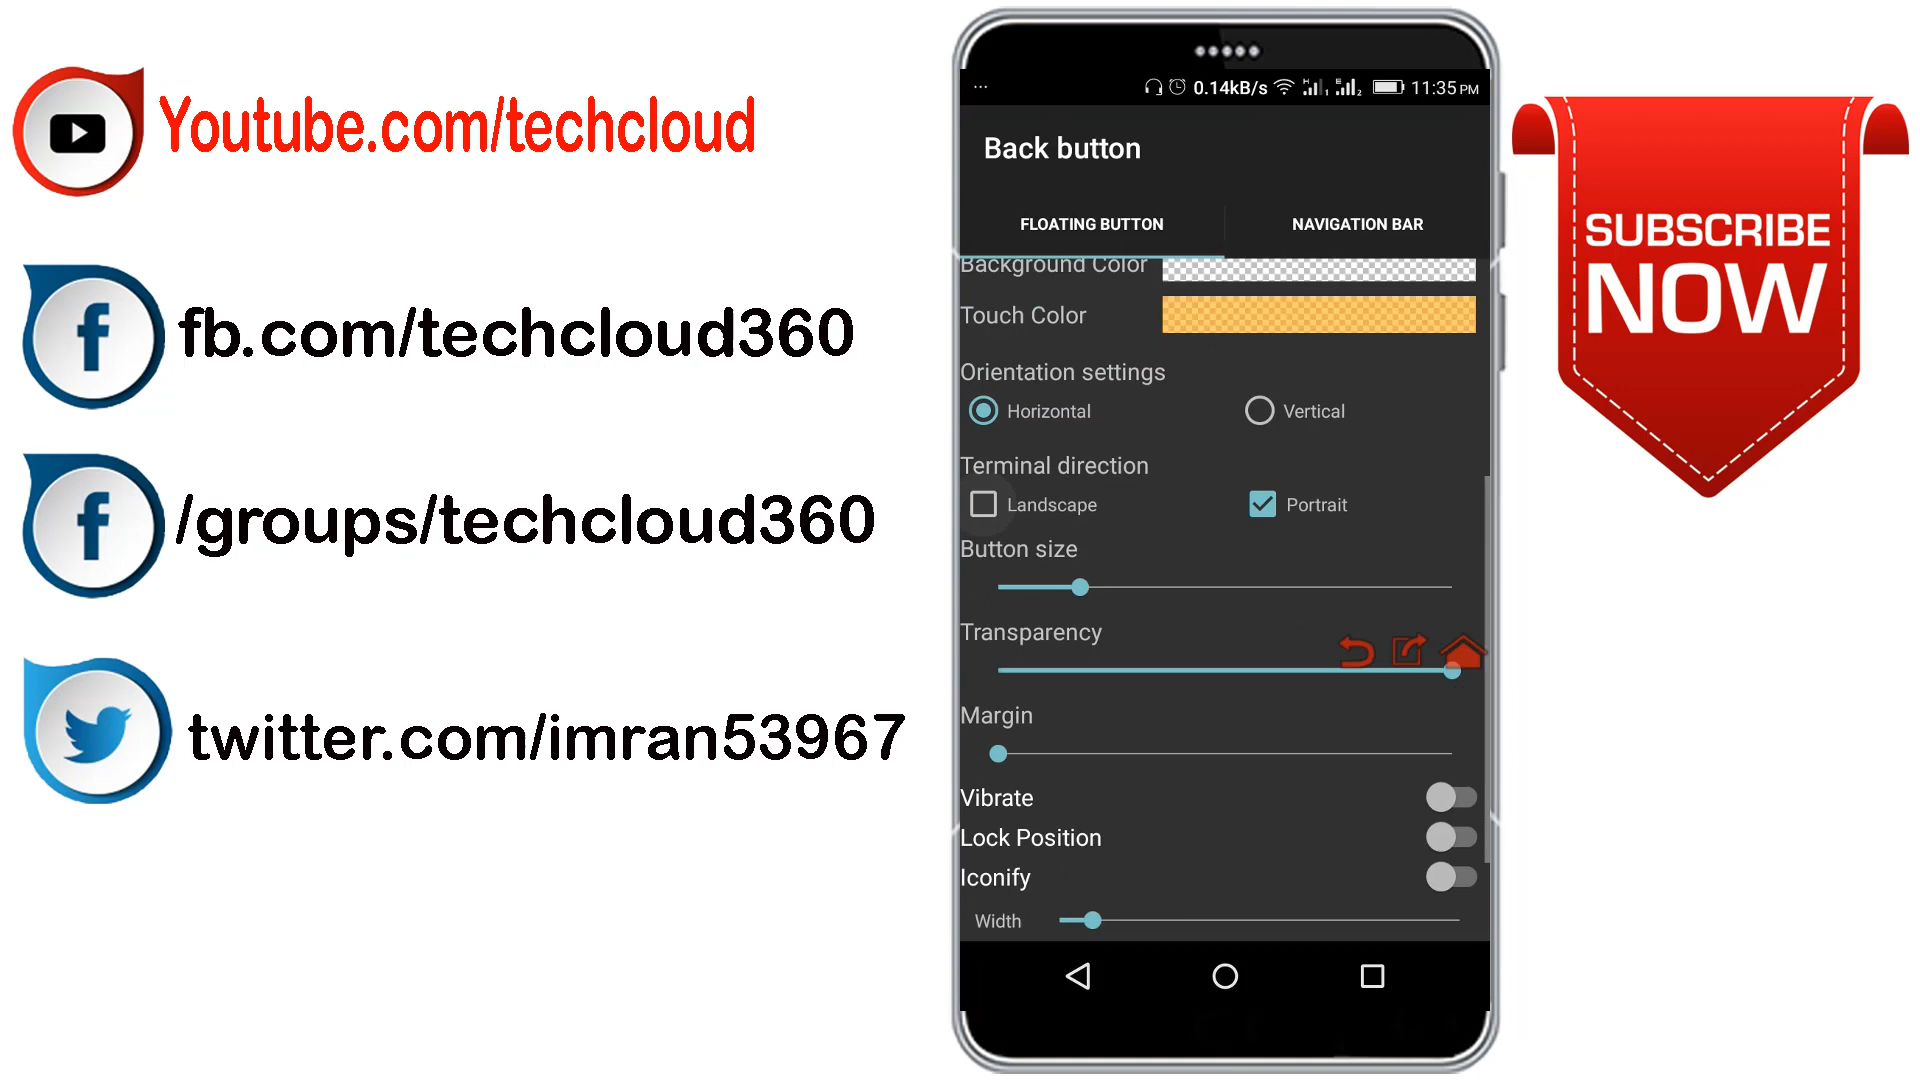 Youtube.com/techcloud
fb.com/techcloud360
/groups/techcloud360
twitter.com/imran53967
... 0.14kB/s H 1 E 2 11:35 PM
Back button
FLOATING BUTTON NAVIGATION BAR
Background Color
Touch Color
Orientation settings
Horizontal Vertical
Terminal direction
Landscape Portrait
Button size
Transparency
Margin
Vibrate
Lock Position
Iconify
Width
SUBSCRIBE
NOW